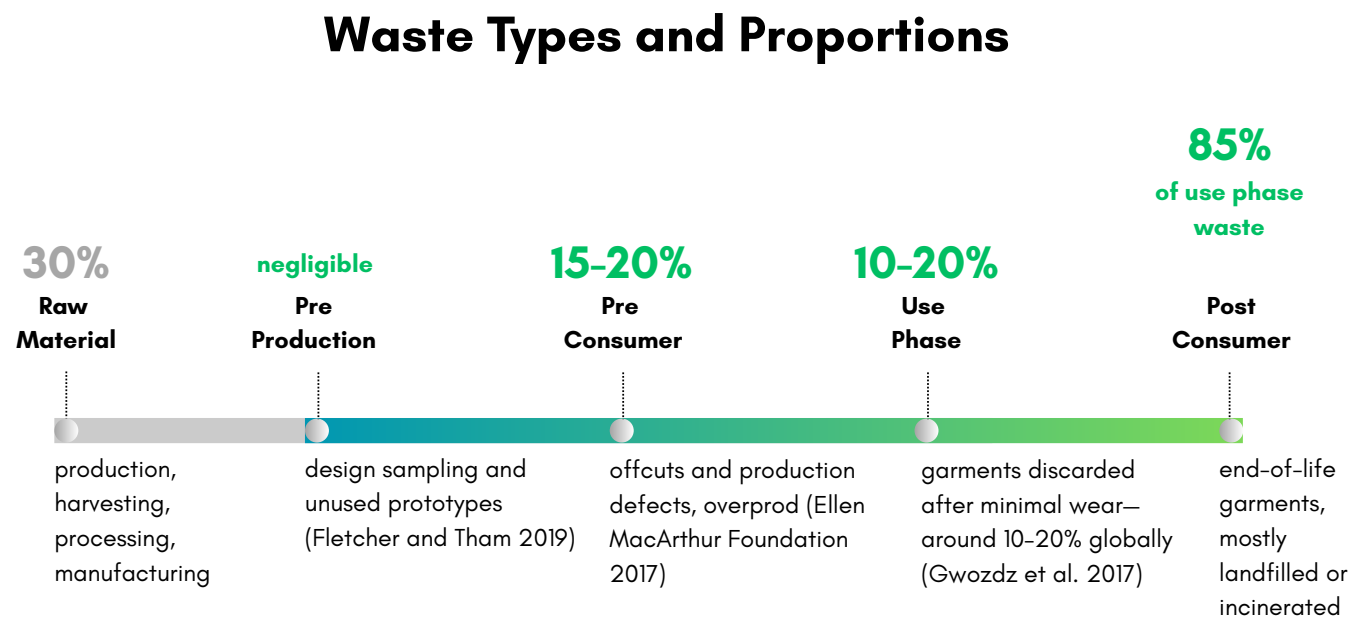 Waste Types and Proportions
30%
Raw
Material
production,
harvesting,
processing,
manufacturing
negligible
Pre
Production
design sampling and
unused prototypes
(Fletcher and Tham 2019)
15-20%
Pre
Consumer
offcuts and production
defects, overprod (Ellen
MacArthur Foundation
2017)
10-20%
Use
Phase
garments discarded
after minimal wear—
around 10-20% globally
(Gwozdz et al. 2017)
85%
of use phase
waste
Post
Consumer
end-of-life
garments,
mostly
landfilled or
incinerated